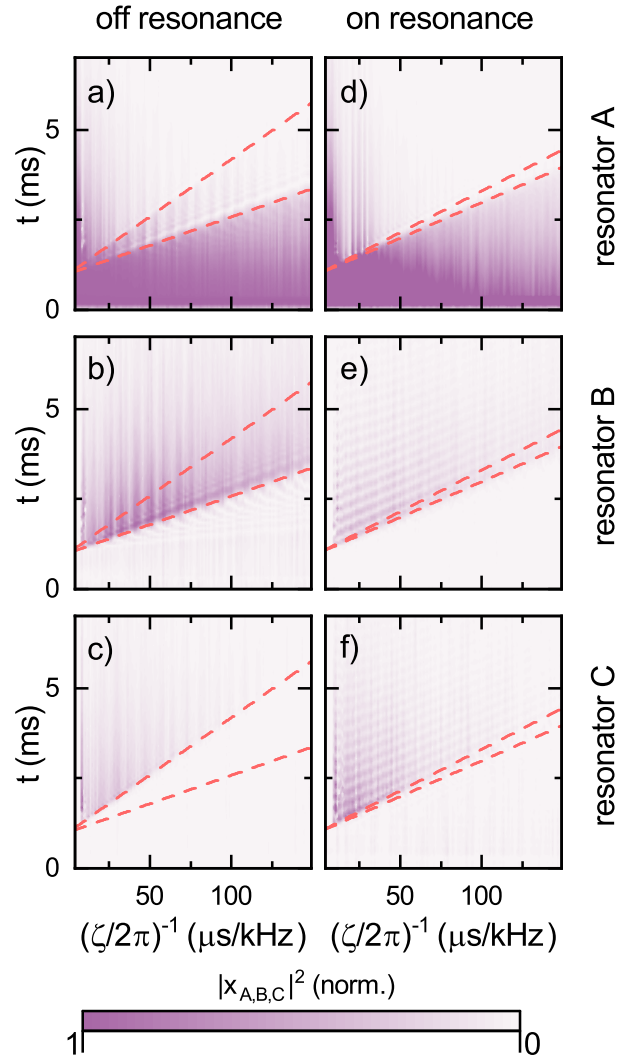 off resonance on resonance
a) d)
5
0
t (ms)
resonator A
b) e)
5
0
t (ms)
resonator B
c) f)
5
0
t (ms)
resonator C
50 100 50 100
(ζ/2π)⁻¹ (μs/kHz) (ζ/2π)⁻¹ (μs/kHz)
|x_A,B,C|² (norm.)
1 0